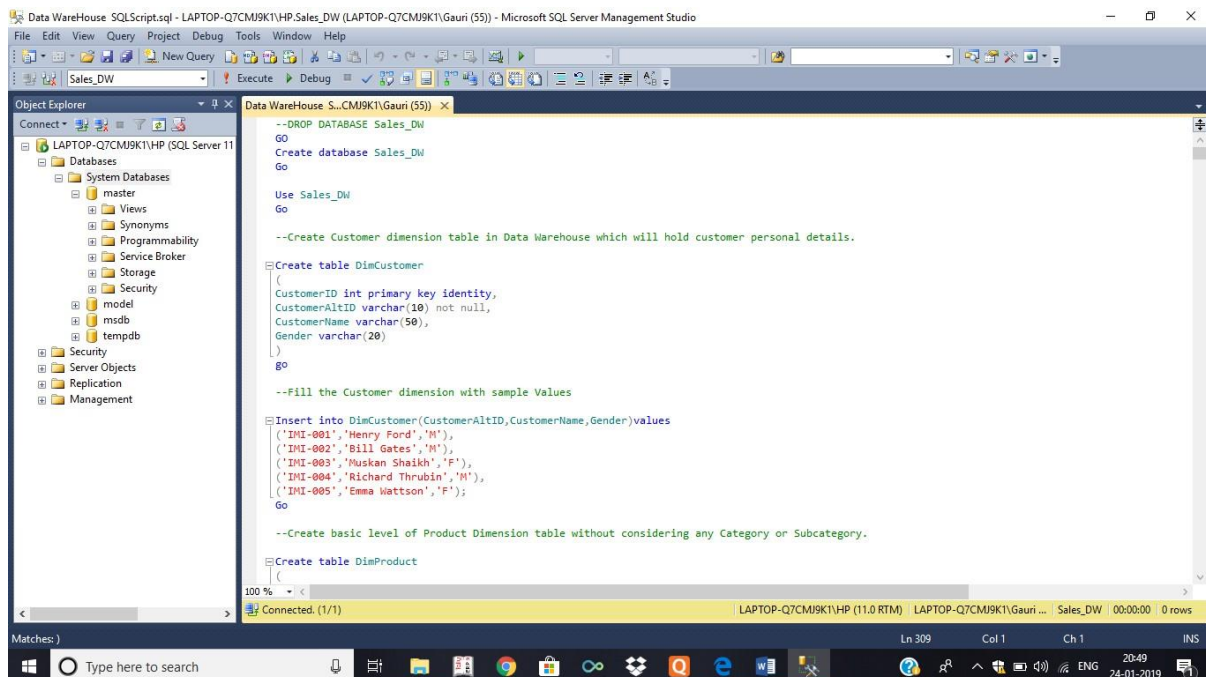 Data WareHouse SQLScript.sql - LAPTOP-Q7CMJ9K1\HP.Sales_DW (LAPTOP-Q7CMJ9K1\Gauri (55)) - Microsoft SQL Server Management Studio
File Edit View Query Project Debug Tools Window Help
New Query
Sales_DW
Execute
Debug
Object Explorer
Connect
LAPTOP-Q7CMJ9K1\HP (SQL Server 11
Databases
System Databases
master
Views
Synonyms
Programmability
Service Broker
Storage
Security
model
msdb
tempdb
Security
Server Objects
Replication
Management
Data WareHouse S...CMJ9K1\Gauri (55))
--DROP DATABASE Sales_DW
GO
Create database Sales_DW
Go
Use Sales_DW
Go
--Create Customer dimension table in Data Warehouse which will hold customer personal details.
Create table DimCustomer
(
CustomerID int primary key identity,
CustomerAltID varchar(10) not null,
CustomerName varchar(50),
Gender varchar(20)
)
go
--Fill the Customer dimension with sample Values
Insert into DimCustomer(CustomerAltID,CustomerName,Gender)values
('IMI-001','Henry Ford','M'),
('IMI-002','Bill Gates','M'),
('IMI-003','Muskan Shaikh','F'),
('IMI-004','Richard Thrubin','M'),
('IMI-005','Emma Wattson','F');
Go
--Create basic level of Product Dimension table without considering any Category or Subcategory.
Create table DimProduct
(
100 %
Connected. (1/1)
LAPTOP-Q7CMJ9K1\HP (11.0 RTM)
LAPTOP-Q7CMJ9K1\Gauri ...
Sales_DW
00:00:00
0 rows
Matches: )
Ln 309
Col 1
Ch 1
INS
Type here to search
ENG
20:49
24-01-2019